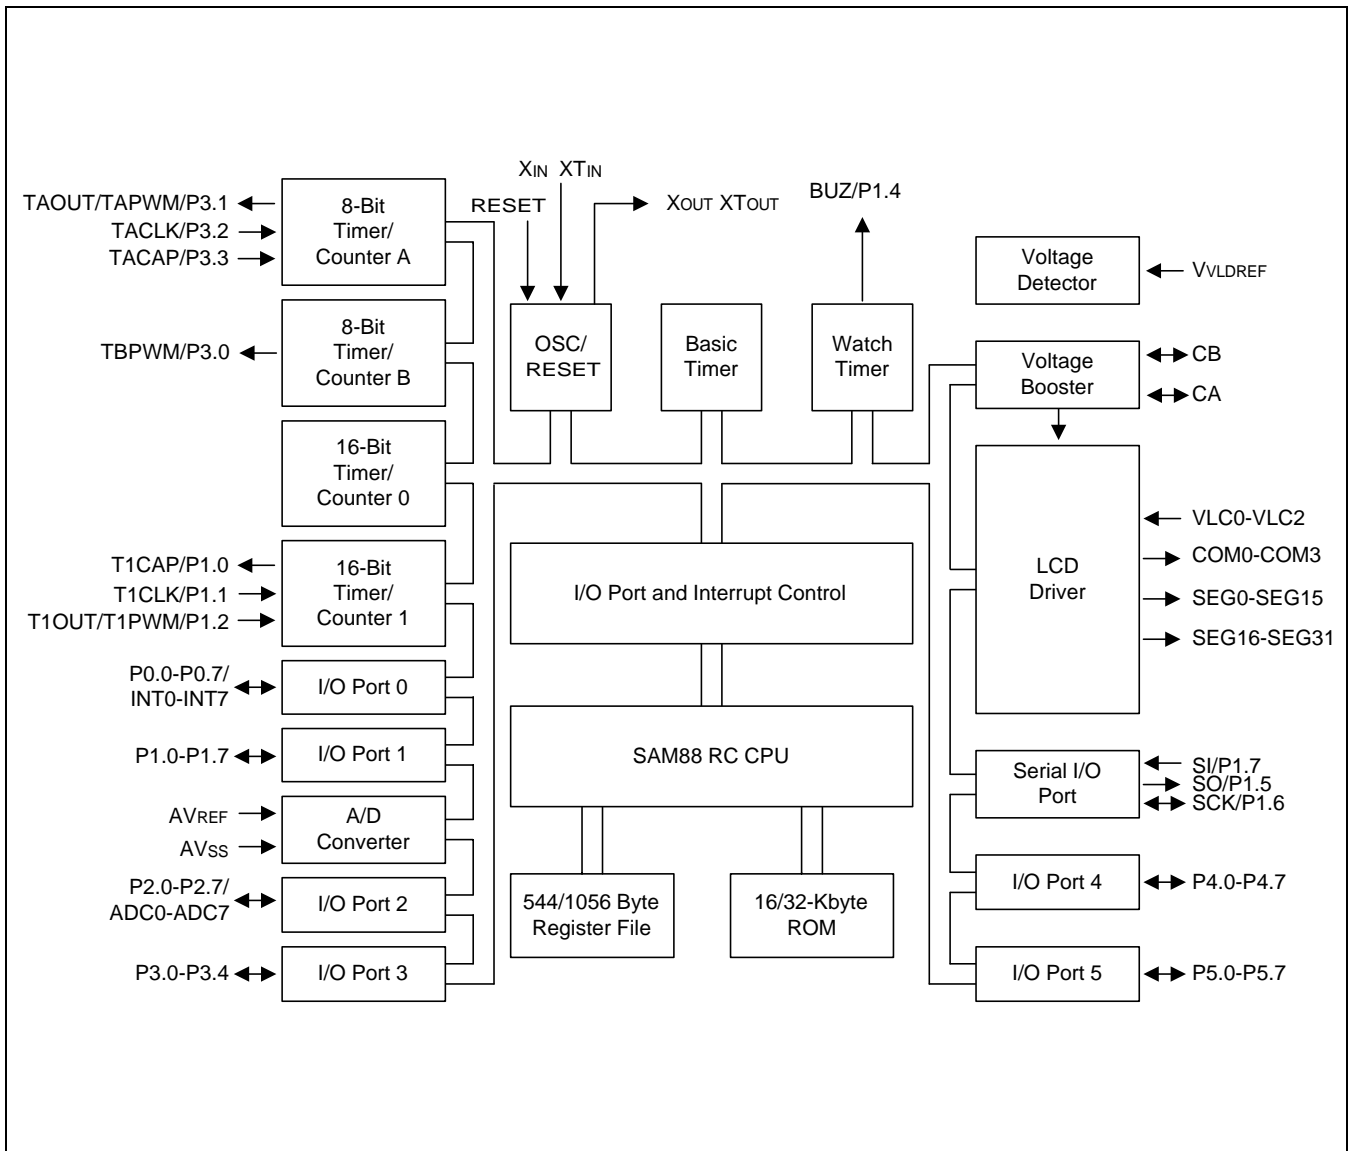 TAOUT/TAPWM/P3.1
TACLK/P3.2
TACAP/P3.3
8-Bit
Timer/
Counter A
TBPWM/P3.0
8-Bit
Timer/
Counter B
16-Bit
Timer/
Counter 0
T1CAP/P1.0
T1CLK/P1.1
T1OUT/T1PWM/P1.2
16-Bit
Timer/
Counter 1
P0.0-P0.7/
INT0-INT7
I/O Port 0
P1.0-P1.7
I/O Port 1
AVREF
AVSS
A/D
Converter
P2.0-P2.7/
ADC0-ADC7
I/O Port 2
P3.0-P3.4
I/O Port 3
XIN XTIN
RESET
XOUT XTOUT
OSC/
RESET
Basic
Timer
BUZ/P1.4
Watch
Timer
I/O Port and Interrupt Control
SAM88 RC CPU
544/1056 Byte
Register File
16/32-Kbyte
ROM
Voltage
Detector
VVLDREF
Voltage
Booster
CB
CA
LCD
Driver
VLC0-VLC2
COM0-COM3
SEG0-SEG15
SEG16-SEG31
Serial I/O
Port
SI/P1.7
SO/P1.5
SCK/P1.6
I/O Port 4
P4.0-P4.7
I/O Port 5
P5.0-P5.7